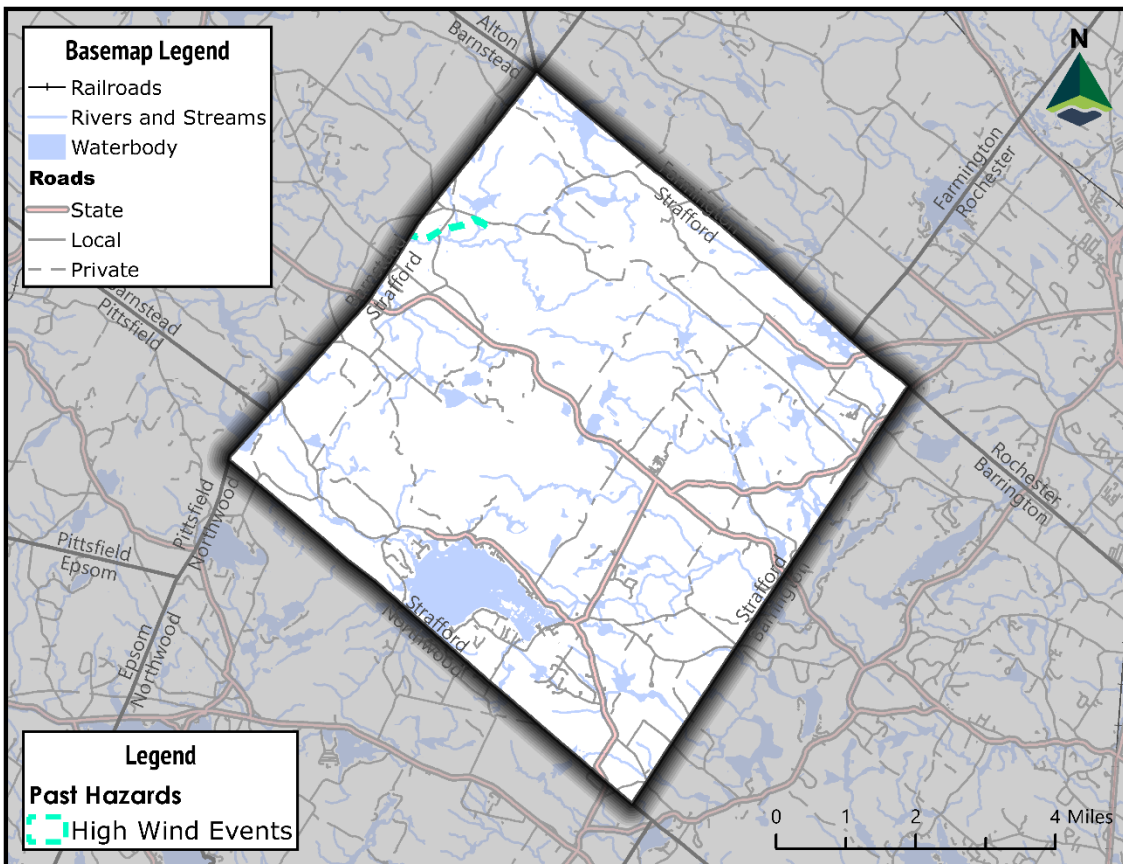 Basemap Legend
Railroads
Rivers and Streams
Waterbody
Roads
State
Local
Private
Alton
Barnstead
N
Farmington
Strafford
Farmington
Rochester
Barnstead
Strafford
Barnstead
Pittsfield
Pittsfield
Northwood
Pittsfield
Epsom
Epsom
Northwood
Strafford
Northwood
Strafford
Barrington
Rochester
Barrington
Legend
Past Hazards
High Wind Events
0 1 2 4 Miles